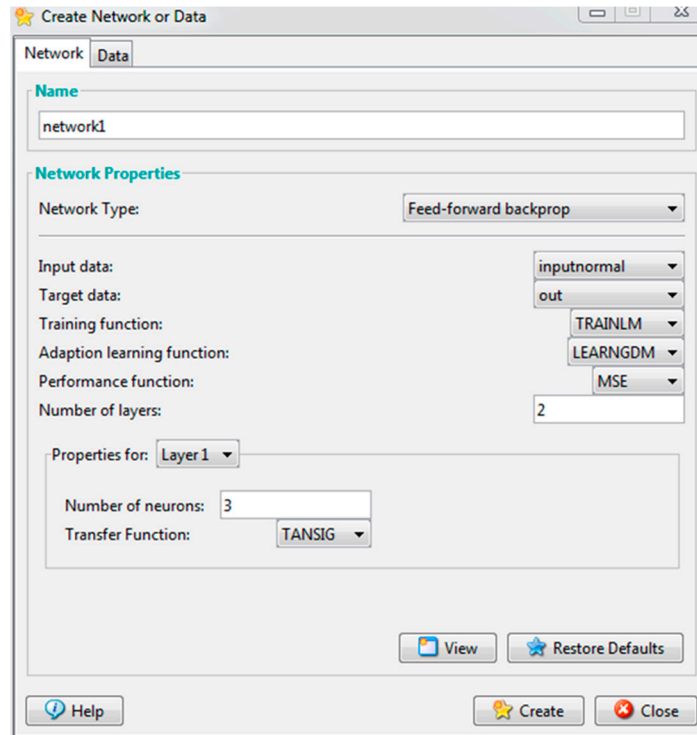 Create Network or Data
Network Data
Name
network1
Network Properties
Network Type: Feed-forward backprop
Input data: inputnormal
Target data: out
Training function: TRAINLM
Adaption learning function: LEARNGDM
Performance function: MSE
Number of layers: 2
Properties for: Layer 1
Number of neurons: 3
Transfer Function: TANSIG
View Restore Defaults
Help Create Close